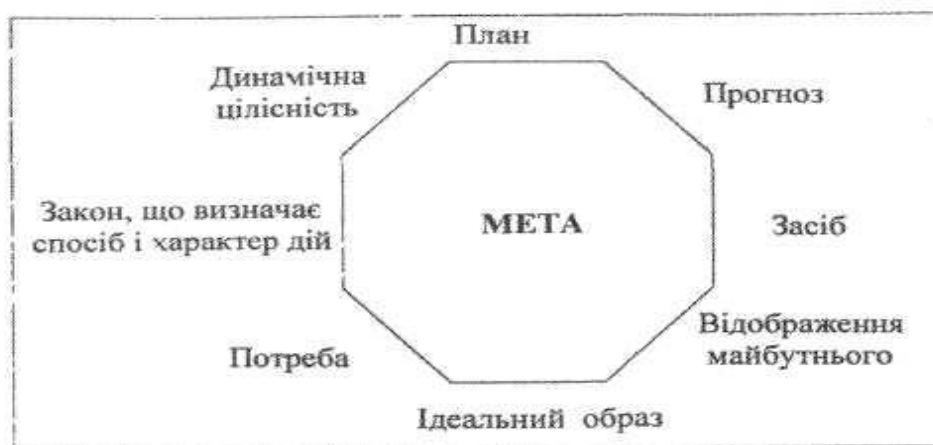 План
Динамічна
цілісність
Прогноз
Закон, що визначає
спосіб і характер дій
МЕТА
Засіб
Відображення
майбутнього
Потреба
Ідеальний образ